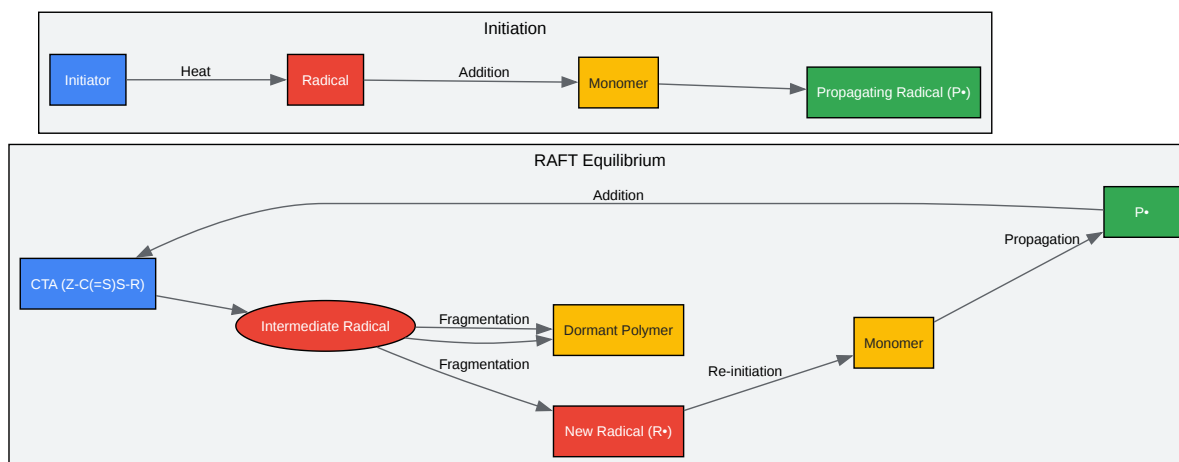 Initiation
Initiator
Heat
Radical
Addition
Monomer
Propagating Radical (P•)
RAFT Equilibrium
Addition
P•
Propagation
CTA (Z-C(=S)S-R)
Intermediate Radical
Fragmentation
Dormant Polymer
Fragmentation
Monomer
Re-initiation
New Radical (R•)